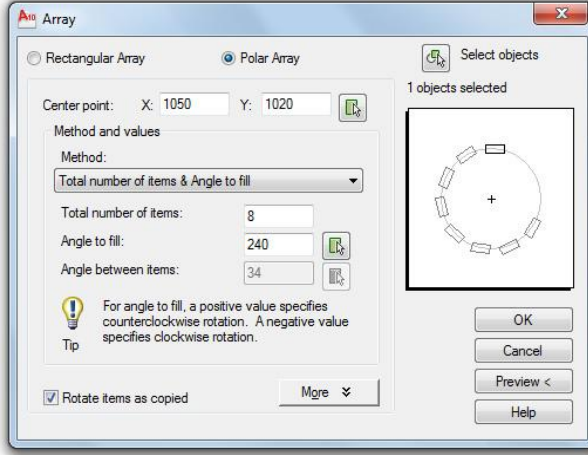 A10 Array
Rectangular Array
Polar Array
Select objects
1 objects selected
Center point: X: 1050 Y: 1020
Method and values
Method:
Total number of items & Angle to fill
Total number of items: 8
Angle to fill: 240
Angle between items: 34
For angle to fill, a positive value specifies
counterclockwise rotation. A negative value
specifies clockwise rotation.
Tip
Rotate items as copied
More
OK
Cancel
Preview <
Help